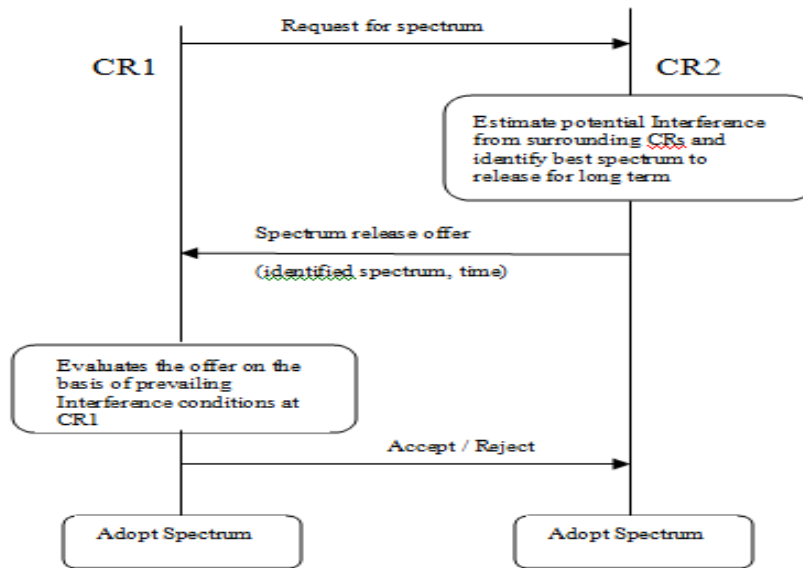 Request for spectrum
CR1
CR2
Estimate potential Interference
from surrounding CRs and
identify best spectrum to
release for long term
Spectrum release offer
(identified spectrum, time)
Evaluates the offer on the
basis of prevailing
Interference conditions at
CR1
Accept / Reject
Adopt Spectrum
Adopt Spectrum